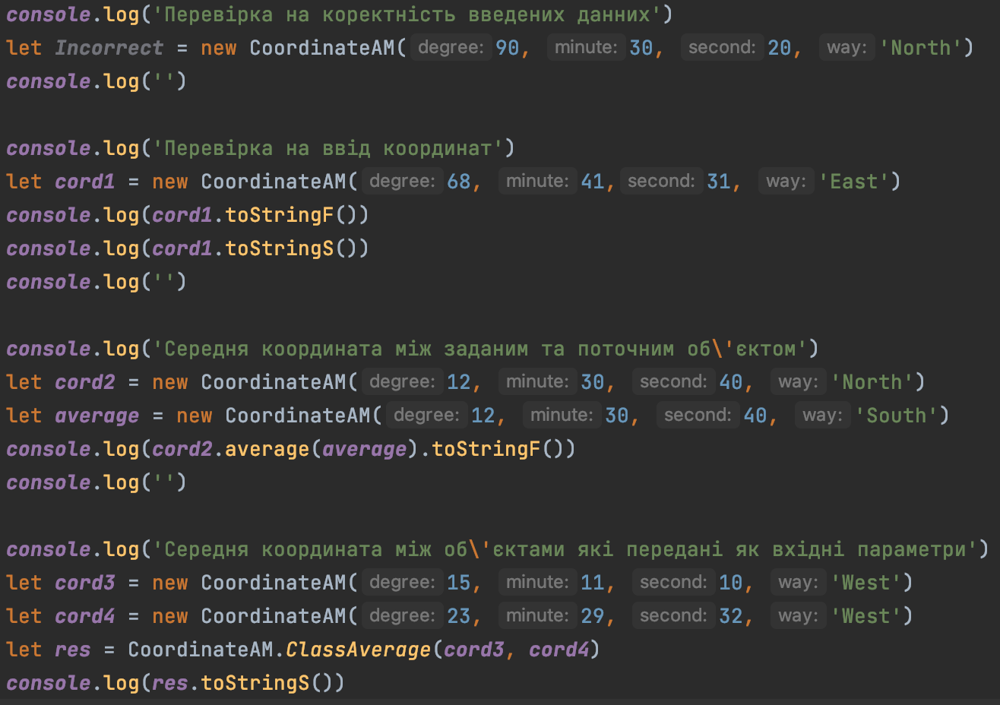 console.log('Перевірка на коректність введених данних')
let Incorrect = new CoordinateAM( degree: 90, minute: 30, second: 20, way: 'North')
console.log('')
console.log('Перевірка на ввід координат')
let cord1 = new CoordinateAM( degree: 68, minute: 41, second: 31, way: 'East')
console.log(cord1.toStringF())
console.log(cord1.toStringS())
console.log('')
console.log('Середня координата між заданим та поточним об\'єктом')
let cord2 = new CoordinateAM( degree: 12, minute: 30, second: 40, way: 'North')
let average = new CoordinateAM( degree: 12, minute: 30, second: 40, way: 'South')
console.log(cord2.average(average).toStringF())
console.log('')
console.log('Середня координата між об\'єктами які передані як вхідні параметри')
let cord3 = new CoordinateAM( degree: 15, minute: 11, second: 10, way: 'West')
let cord4 = new CoordinateAM( degree: 23, minute: 29, second: 32, way: 'West')
let res = CoordinateAM.ClassAverage(cord3, cord4)
console.log(res.toStringS())